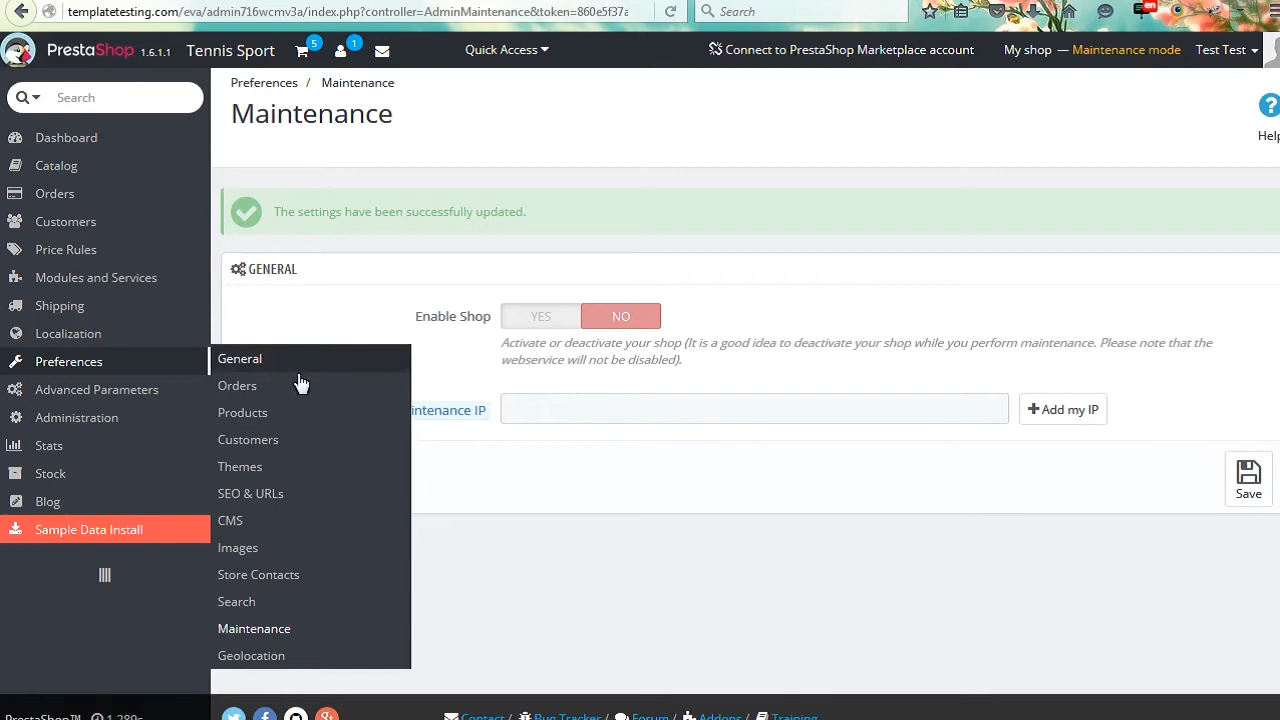 templatetesting.com/eva/admin716wcmv3a/index.php?controller=AdminMaintenance&token=860e5f37a
Search
en
PrestaShop 1.6.1.1 Tennis Sport 5 1 Quick Access Connect to PrestaShop Marketplace account My shop — Maintenance mode Test Test
Search
Preferences / Maintenance
Maintenance
Help
Dashboard
Catalog
Orders
Customers
Price Rules
Modules and Services
Shipping
Localization
Preferences
Advanced Parameters
Administration
Stats
Stock
Blog
Sample Data Install
General
Orders
Products
Customers
Themes
SEO & URLs
CMS
Images
Store Contacts
Search
Maintenance
Geolocation
The settings have been successfully updated.
GENERAL
Enable Shop YES NO
Activate or deactivate your shop (It is a good idea to deactivate your shop while you perform maintenance. Please note that the
webservice will not be disabled).
intenance IP
Add my IP
Save
PrestaShop™ 1.289s
Contact / Bug Tracker / Forum / Addons / Training